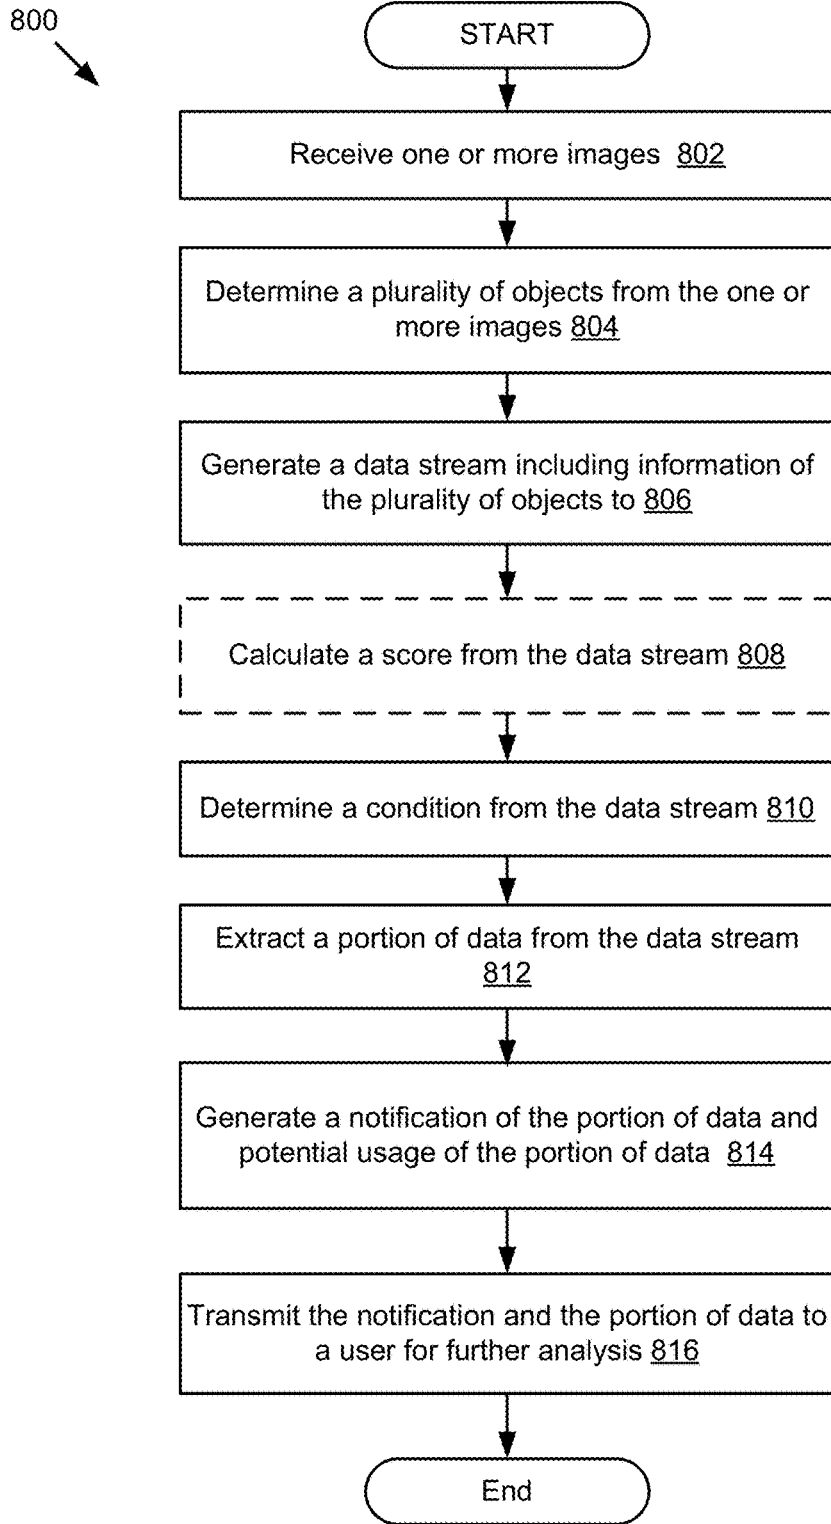 800
START
Receive one or more images 802
Determine a plurality of objects from the one or
more images 804
Generate a data stream including information of
the plurality of objects to 806
Calculate a score from the data stream 808
Determine a condition from the data stream 810
Extract a portion of data from the data stream
812
Generate a notification of the portion of data and
potential usage of the portion of data 814
Transmit the notification and the portion of data to
a user for further analysis 816
End